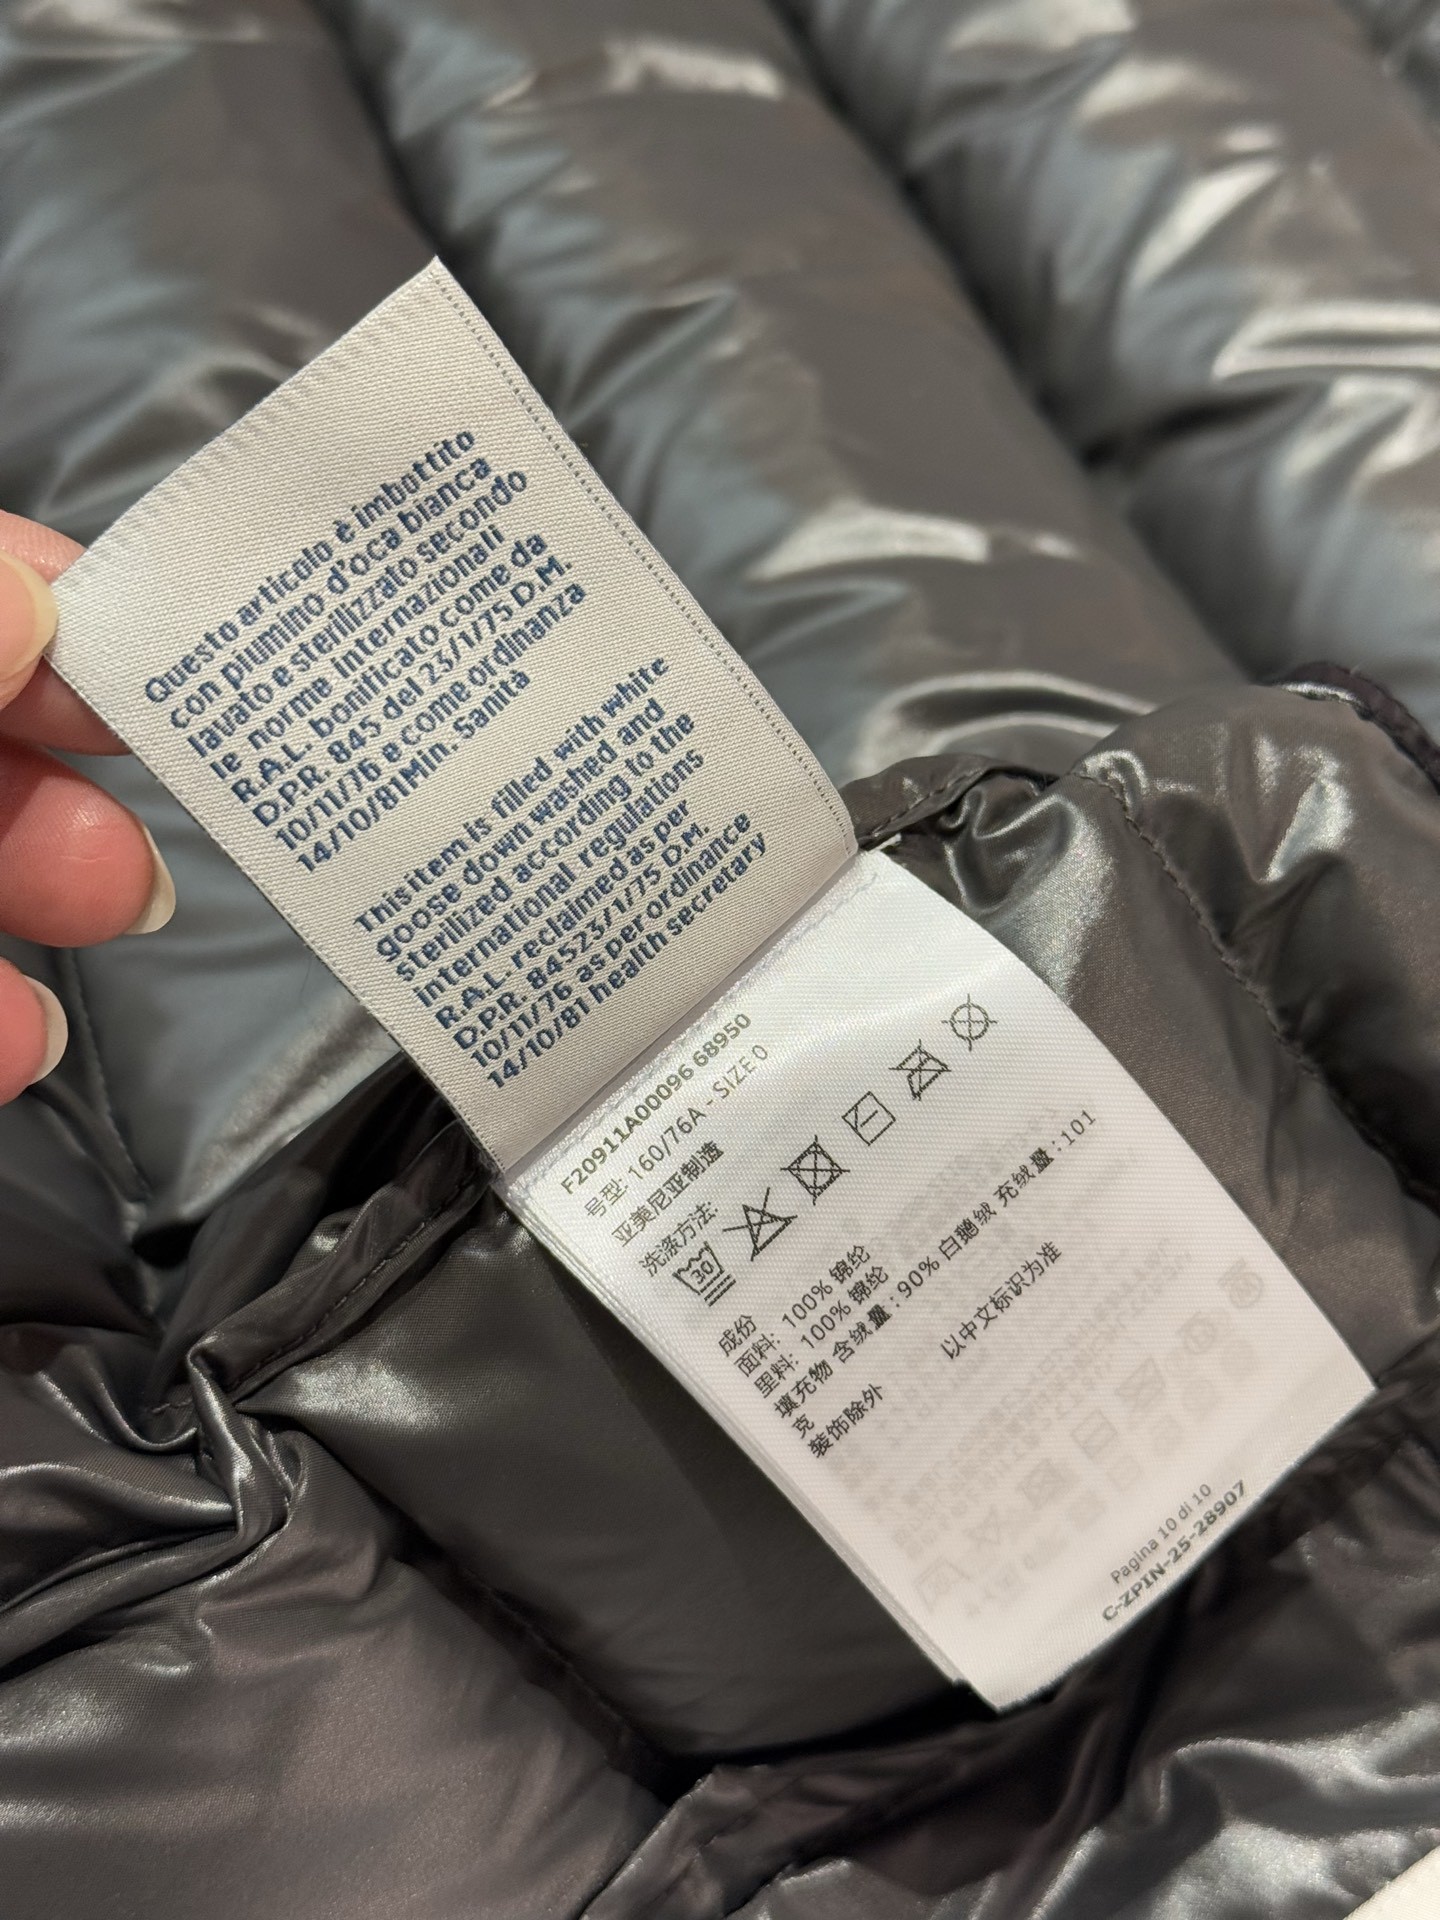 Questo articolo è imbottito
con piumino d'oca bianca
lavato e sterilizzato secondo
le norme internazionali
R.A.L. bonificato come da
D.P.R. 845 del 23/1/75 D.M.
10/11/76 e come ordinanza
14/10/81Min. Sanità
This item is filled with white
goose down washed and
sterilized according to the
international regulations
R.A.L. reclaimed as per
D.P.R. 84523/1/75 D.M.
10/11/76 as per ordinance
14/10/81 health secretary
F20911A00096 68950
号型: 160/76A - SIZE 0
亚美尼亚制造
洗涤方法:
30
成份
面料: 100% 锦纶
里料: 100% 锦纶
填充物 含绒量 : 90% 白鹅绒 充绒量 : 101
克
装饰除外
以中文标识为准
Pagina 10 di 10
C-ZPIN-25-28907